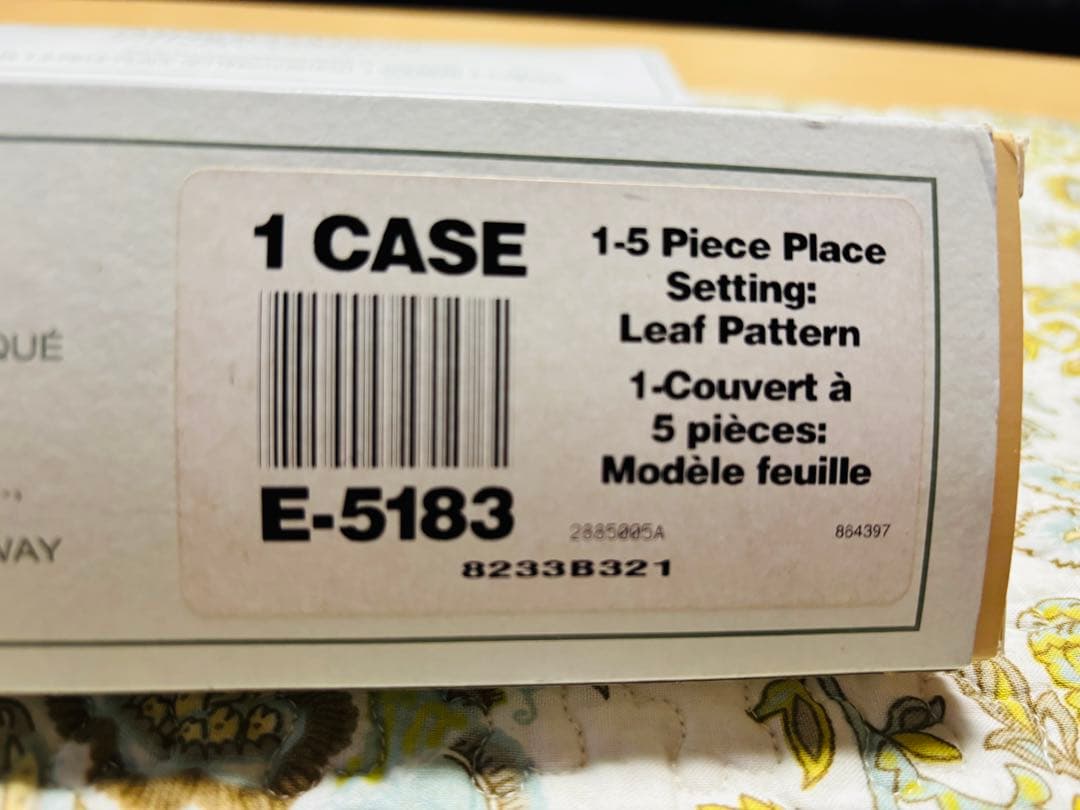 1 CASE
E-5183
1-5 Piece Place
Setting:
Leaf Pattern
1-Couvert à
5 pièces:
Modèle feuille
2885005A
864397
8233B321
QUÉ
WAY